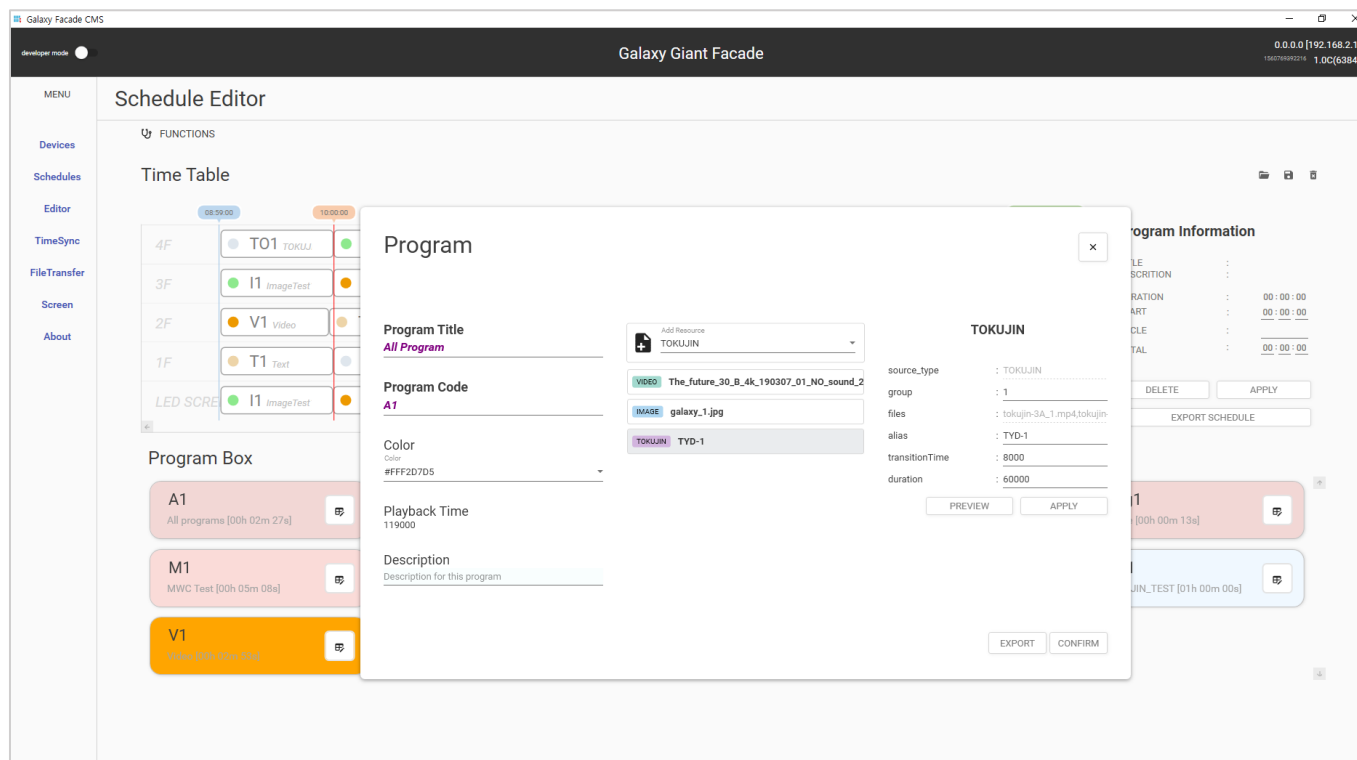 Galaxy Facade CMS
developer mode
Galaxy Giant Facade
0.0.0.0 [192.168.2.1
1560769392216 1.0C(6384
MENU
Devices
Schedules
Editor
TimeSync
FileTransfer
Screen
About
Schedule Editor
FUNCTIONS
Time Table
08:59:00
10:00:00
4F
TO1 TOKUJ
3F
I1 ImageTest
2F
V1 Video
1F
T1 Text
LED SCRE
I1 ImageTest
Program Box
A1
All programs [00h 02m 27s]
M1
MWC Test [00h 05m 08s]
V1
Program
×
Program Title
All Program
Program Code
A1
Color
Color
#FFF2D7D5
Playback Time
119000
Description
Description for this program
Add Resource
TOKUJIN
VIDEO The_future_30_B_4k_190307_01_NO_sound_2
IMAGE galaxy_1.jpg
TOKUJIN TYD-1
TOKUJIN
source_type : TOKUJIN
group : 1
files : tokujin-3A_1.mp4,tokujin-
alias : TYD-1
transitionTime : 8000
duration : 60000
PREVIEW
APPLY
EXPORT
CONFIRM
ogram Information
LE :
SCRITION :
RATION : 00 : 00 : 00
ART : 00 : 00 : 00
CLE :
TAL : 00 : 00 : 00
DELETE
APPLY
EXPORT SCHEDULE
[00h 00m 13s]
JIN_TEST [01h 00m 00s]